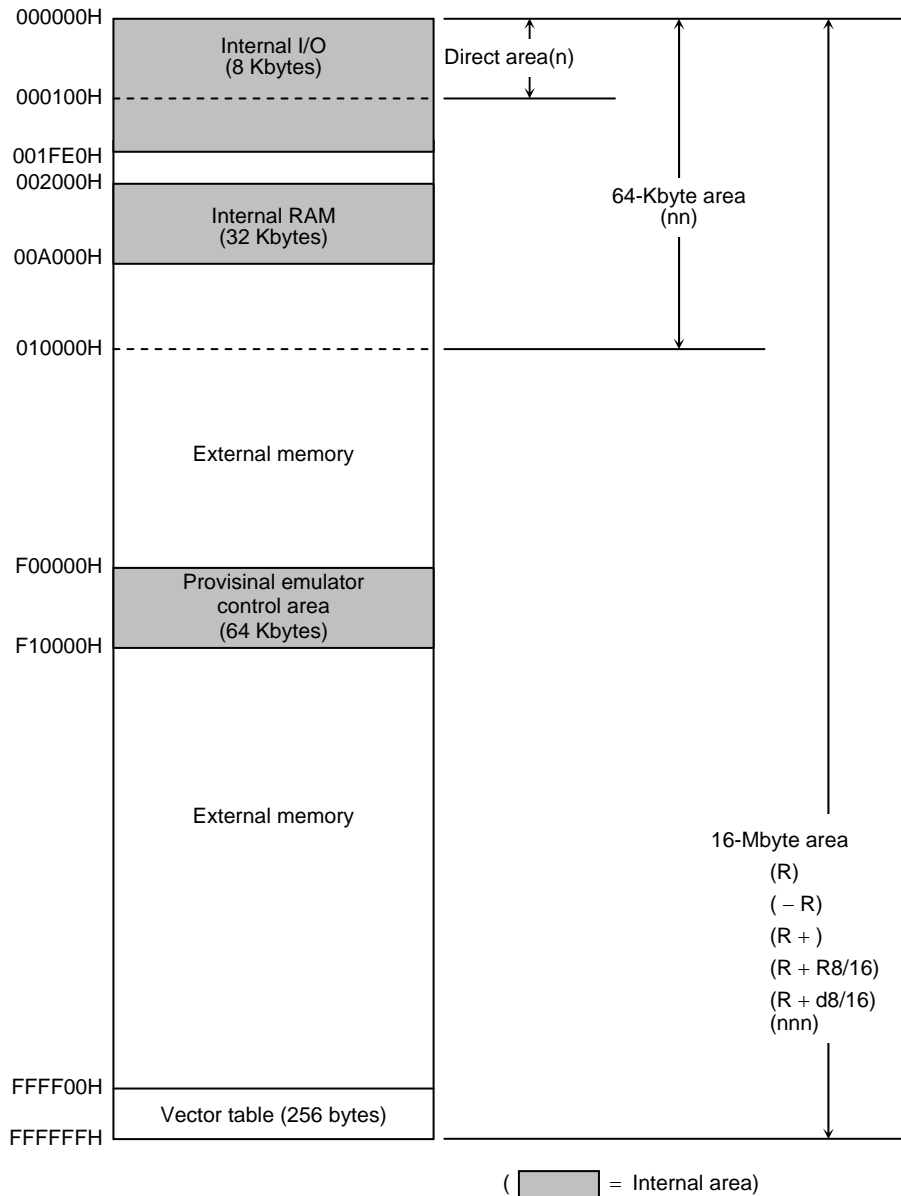 000000H
Internal I/O
(8 Kbytes)
Direct area(n)
000100H
001FE0H
002000H
64-Kbyte area
(nn)
Internal RAM
(32 Kbytes)
00A000H
010000H
External memory
F00000H
Provisinal emulator
control area
(64 Kbytes)
F10000H
External memory
16-Mbyte area
(R)
( − R)
(R + )
(R + R8/16)
(R + d8/16)
(nnn)
FFFF00H
Vector table (256 bytes)
FFFFFFH
( = Internal area)